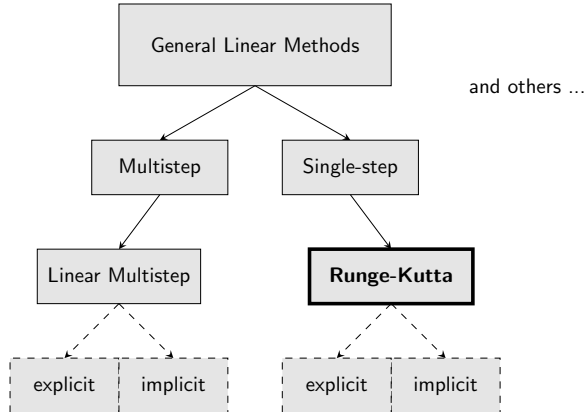 General Linear Methods
and others ...
Multistep
Single-step
Linear Multistep
Runge-Kutta
explicit
implicit
explicit
implicit